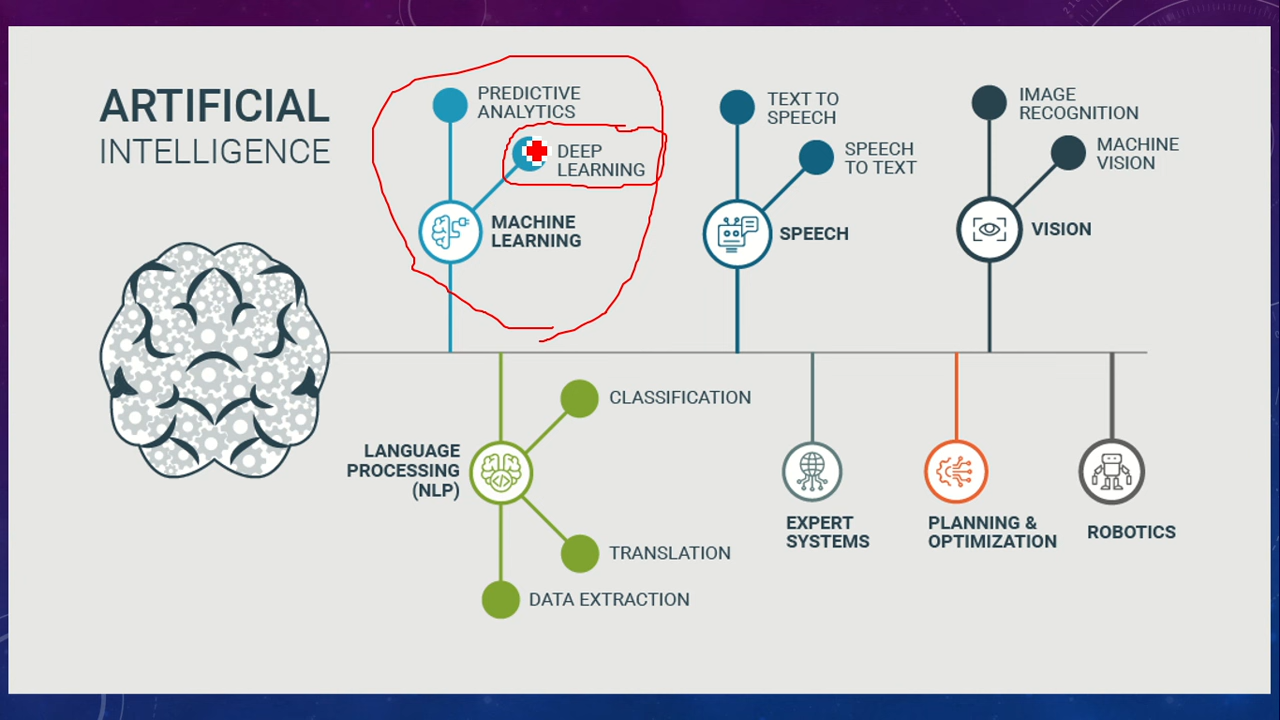 ARTIFICIAL
INTELLIGENCE
PREDICTIVE
ANALYTICS
DEEP
LEARNING
MACHINE
LEARNING
TEXT TO
SPEECH
SPEECH
TO TEXT
SPEECH
IMAGE
RECOGNITION
MACHINE
VISION
VISION
LANGUAGE
PROCESSING
(NLP)
CLASSIFICATION
TRANSLATION
DATA EXTRACTION
EXPERT
SYSTEMS
PLANNING &
OPTIMIZATION
ROBOTICS